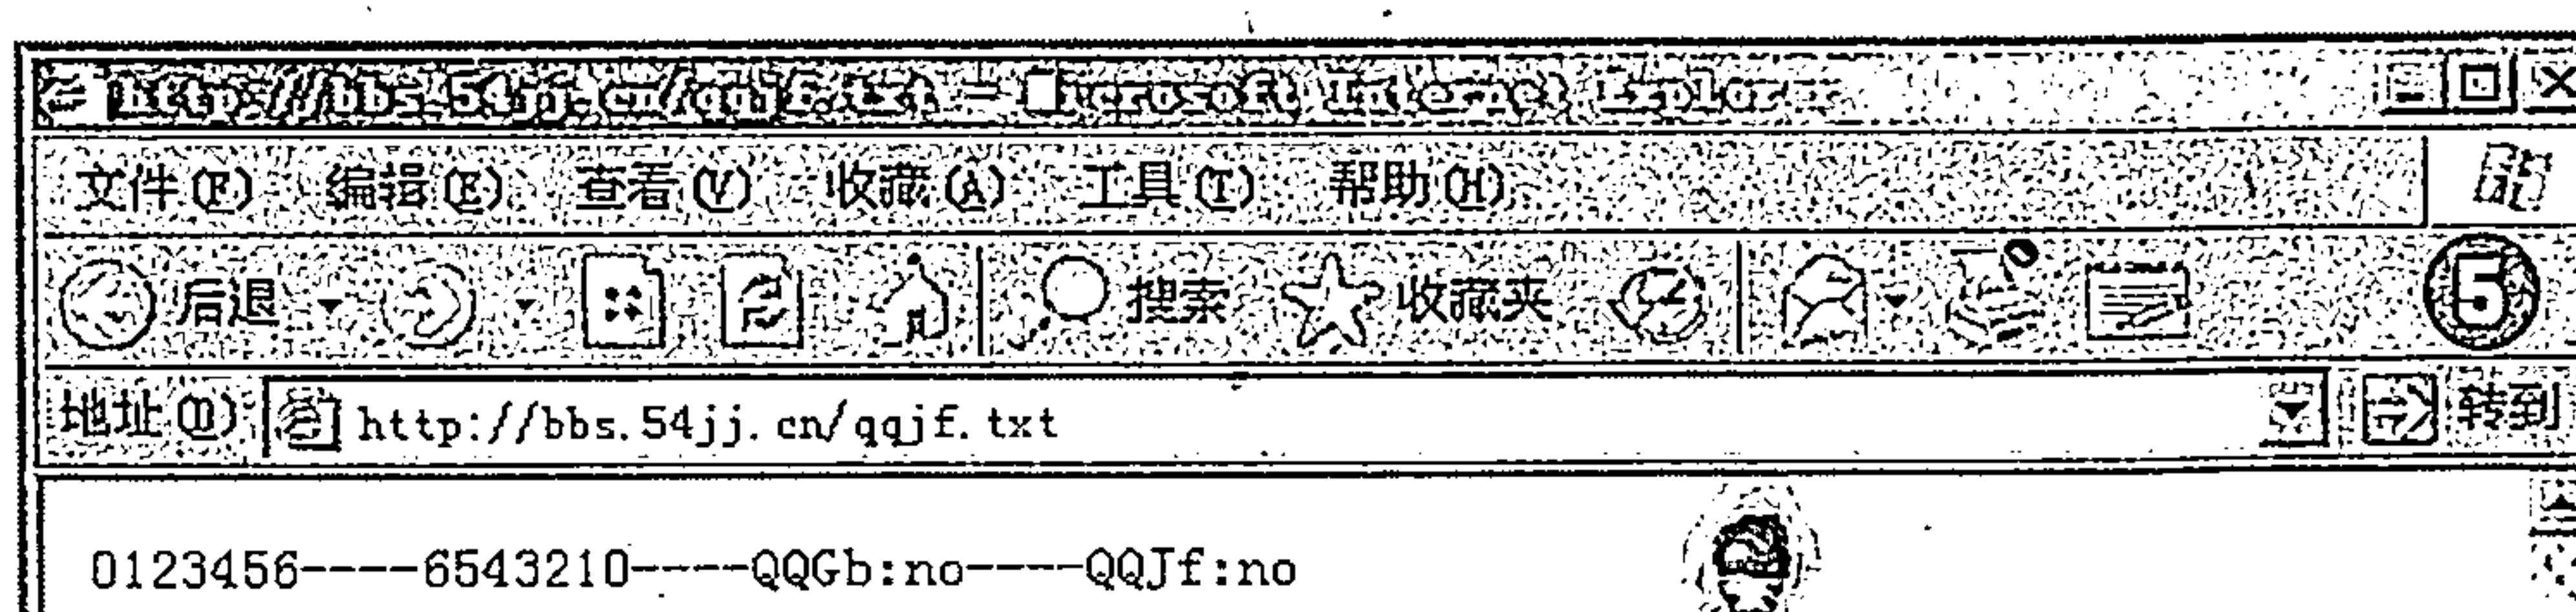 http://bbs.54jj.cn/qqjf.txt - Microsoft Internet Explorer
文件(F) 编辑(E) 查看(V) 收藏(A) 工具(T) 帮助(H)
后退 搜索 收藏夹 5
地址(D) http://bbs.54jj.cn/qqjf.txt 转到
0123456----6543210----QQGb:no----QQJf:no